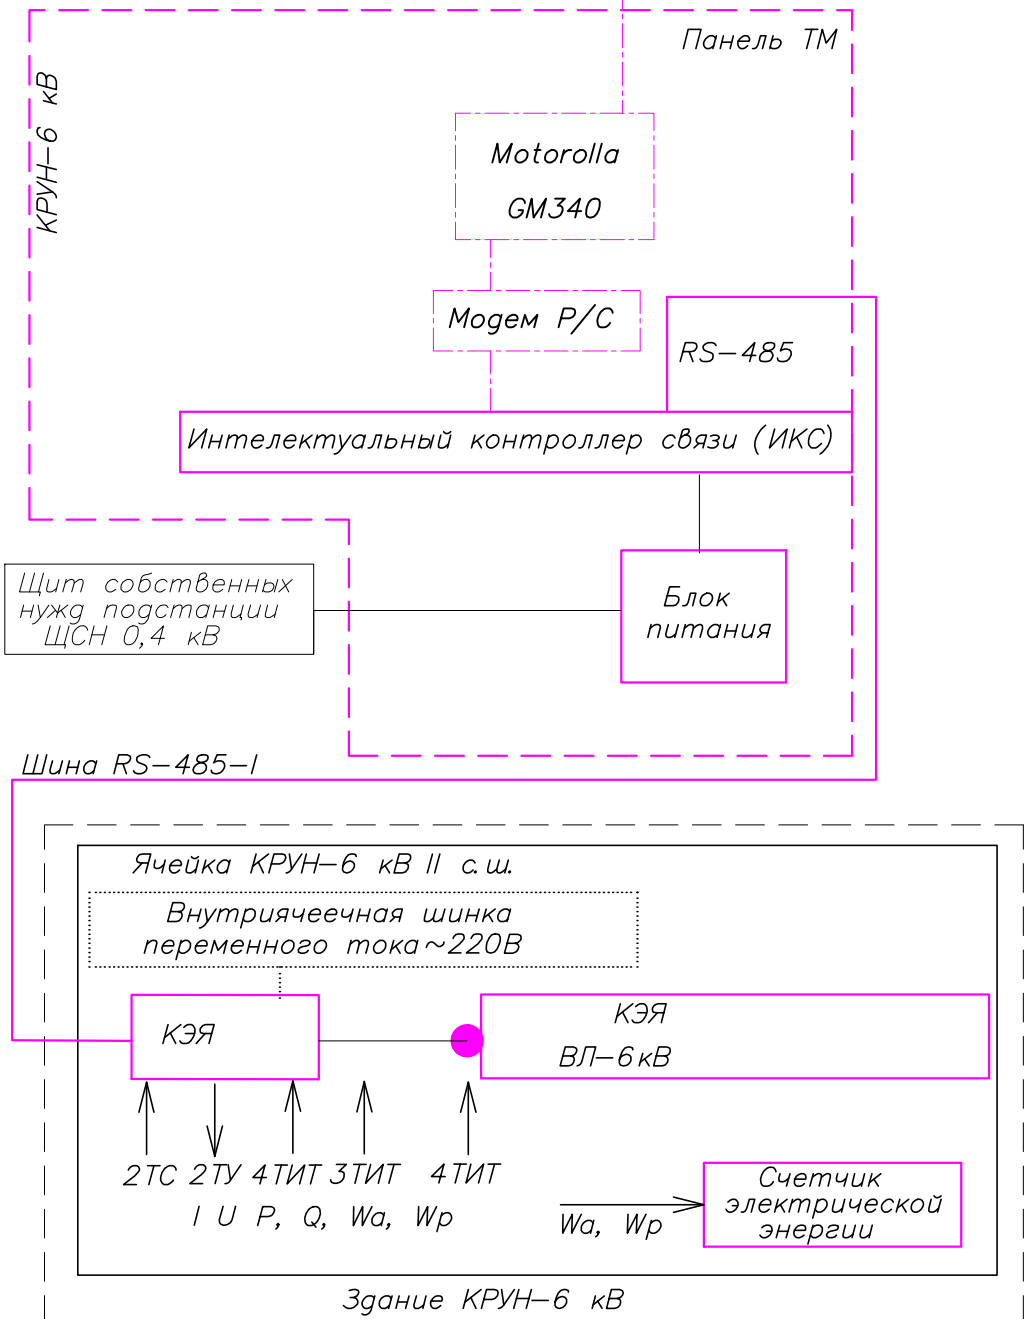 Панель ТМ
КРУН-6 кВ
Motorolla
GM340
Модем Р/С
RS-485
Интелектуальный контроллер связи (ИКС)
Щит собственных
нужд подстанции
ЩСН 0,4 кВ
Блок
питания
Шина RS-485-I
Ячейка КРУН-6 кВ II с.ш.
Внутриячеечная шинка
переменного тока ~220В
КЭЯ
КЭЯ
ВЛ-6кВ
2ТС 2ТУ 4ТИТ 3ТИТ 4ТИТ
I U P, Q, Wa, Wp
Wa, Wp
Счетчик
электрической
энергии
Здание КРУН-6 кВ